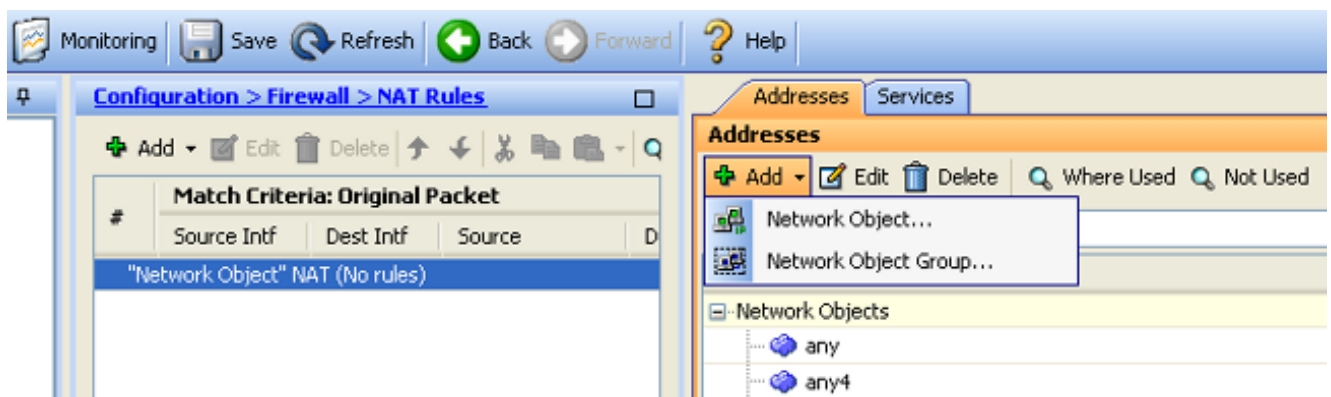 Monitoring Save Refresh Back Forward Help
Configuration > Firewall > NAT Rules
Add Edit Delete
#
Match Criteria: Original Packet
Source Intf Dest Intf Source D
"Network Object" NAT (No rules)
Addresses Services
Addresses
Add Edit Delete Where Used Not Used
Network Object...
Network Object Group...
Network Objects
any
any4